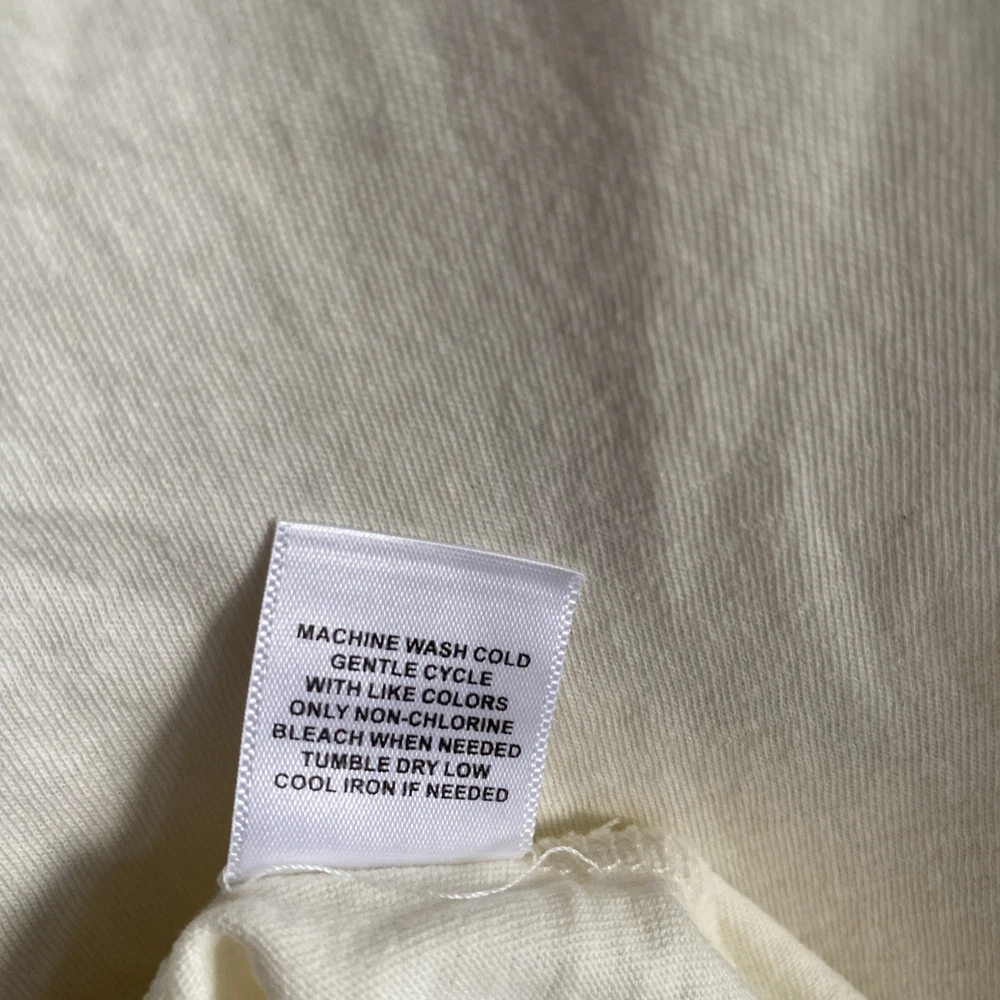 MACHINE WASH COLD
GENTLE CYCLE
WITH LIKE COLORS
ONLY NON-CHLORINE
BLEACH WHEN NEEDED
TUMBLE DRY LOW
COOL IRON IF NEEDED